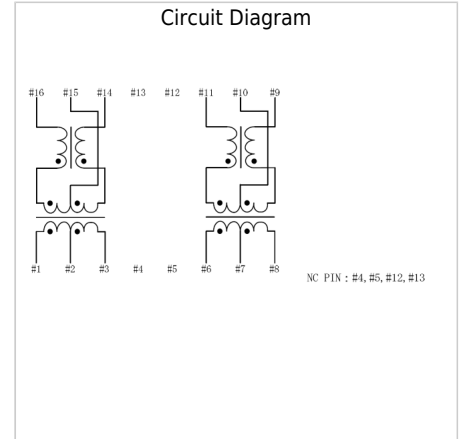 Circuit Diagram
#16 #15 #14 #13 #12 #11 #10 #9
#1 #2 #3 #4 #5 #6 #7 #8
NC PIN : #4, #5, #12, #13